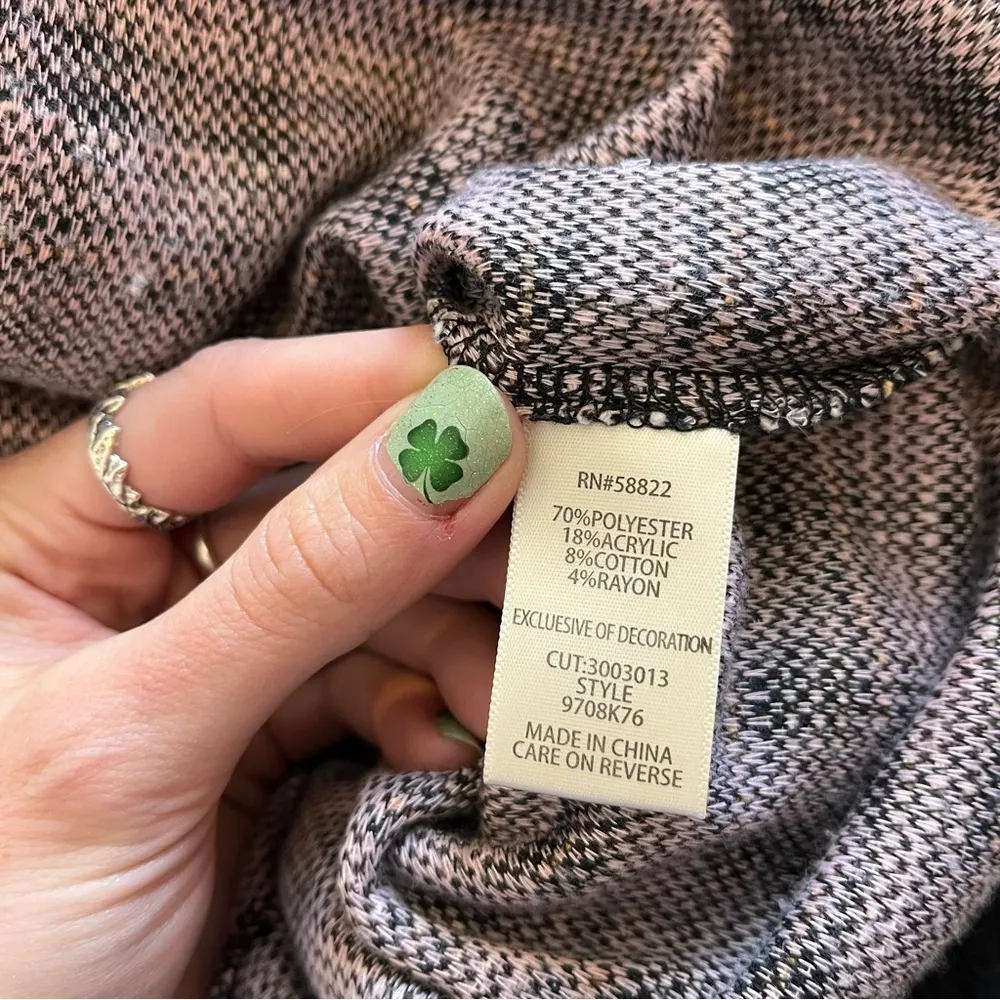 RN#58822
70%POLYESTER
18%ACRYLIC
8%COTTON
4%RAYON
EXCLUESIVE OF DECORATION
CUT:3003013
STYLE
9708K76
MADE IN CHINA
CARE ON REVERSE